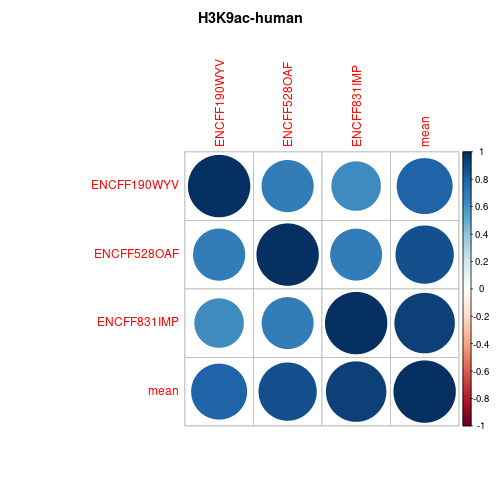 H3K9ac-human
ENCFF190WYV
ENCFF528OAF
ENCFF831IMP
mean
ENCFF190WYV
ENCFF528OAF
ENCFF831IMP
mean
1
0.8
0.6
0.4
0.2
0
-0.2
-0.4
-0.6
-0.8
-1